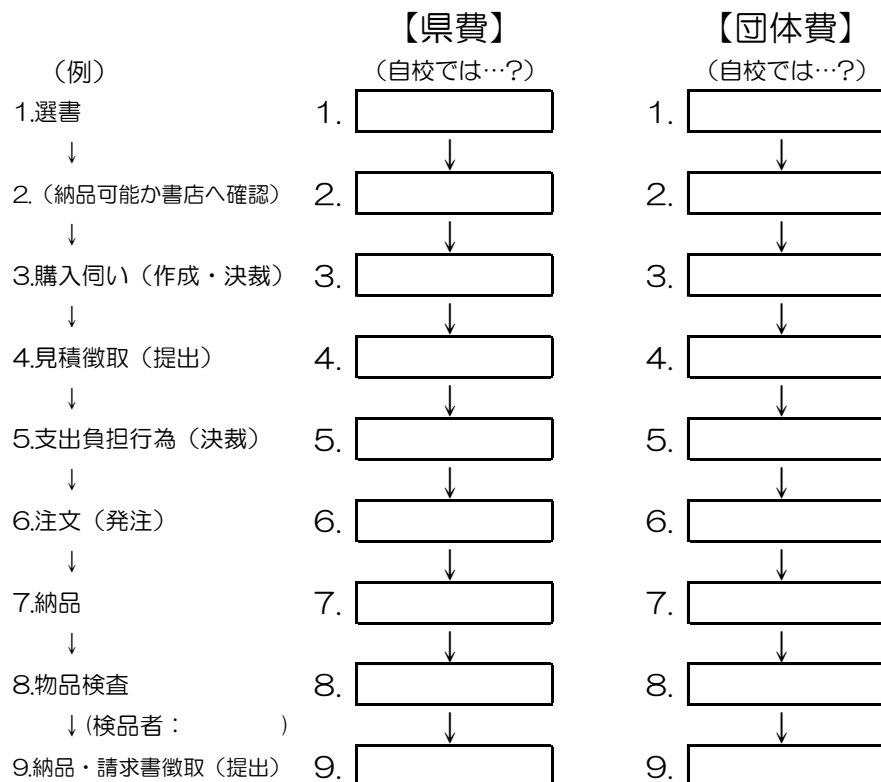 【県費】 【団体費】
（例） （自校では…?） （自校では…?）
1.選書 1. 1.
↓ ↓ ↓
2.（納品可能か書店へ確認） 2. 2.
↓ ↓ ↓
3.購入伺い（作成・決裁） 3. 3.
↓ ↓ ↓
4.見積徴取（提出） 4. 4.
↓ ↓ ↓
5.支出負担行為（決裁） 5. 5.
↓ ↓ ↓
6.注文（発注） 6. 6.
↓ ↓ ↓
7.納品 7. 7.
↓ ↓ ↓
8.物品検査 8. 8.
↓(検品者：　　　　) ↓ ↓
9.納品・請求書徴取（提出） 9. 9.